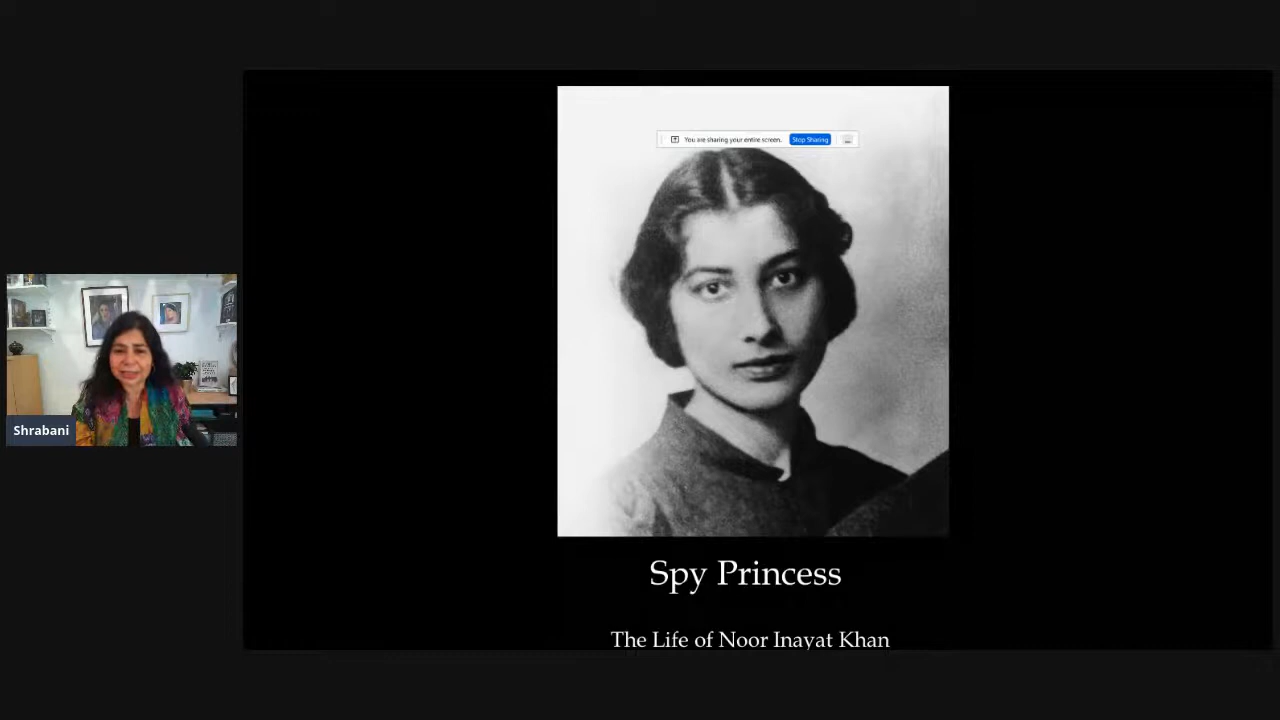 You are sharing your entire screen. Stop Sharing
Shrabani
Spy Princess
The Life of Noor Inayat Khan